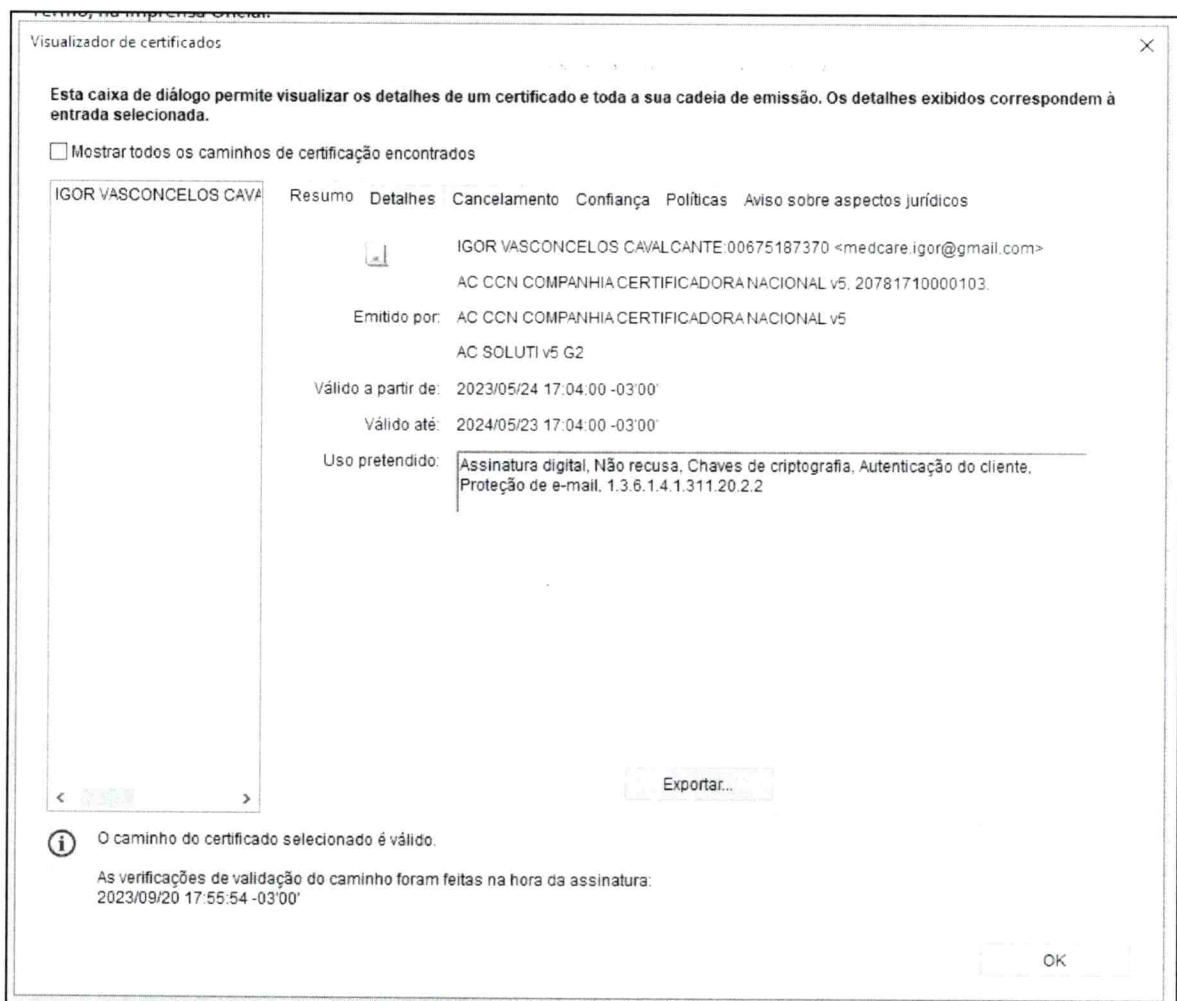 Termo, na Imprensa Oficial.
Visualizador de certificados
Esta caixa de diálogo permite visualizar os detalhes de um certificado e toda a sua cadeia de emissão. Os detalhes exibidos correspondem à
entrada selecionada.
Mostrar todos os caminhos de certificação encontrados
IGOR VASCONCELOS CAVA
Resumo Detalhes Cancelamento Confiança Políticas Aviso sobre aspectos jurídicos
IGOR VASCONCELOS CAVALCANTE:00675187370 <medcare.igor@gmail.com>
AC CCN COMPANHIA CERTIFICADORA NACIONAL v5, 20781710000103,
Emitido por: AC CCN COMPANHIA CERTIFICADORA NACIONAL v5
AC SOLUTI v5 G2
Válido a partir de: 2023/05/24 17:04:00 -03'00'
Válido até: 2024/05/23 17:04:00 -03'00'
Uso pretendido: Assinatura digital, Não recusa, Chaves de criptografia, Autenticação do cliente,
Proteção de e-mail, 1.3.6.1.4.1.311.20.2.2
Exportar...
O caminho do certificado selecionado é válido.
As verificações de validação do caminho foram feitas na hora da assinatura:
2023/09/20 17:55:54 -03'00'
OK